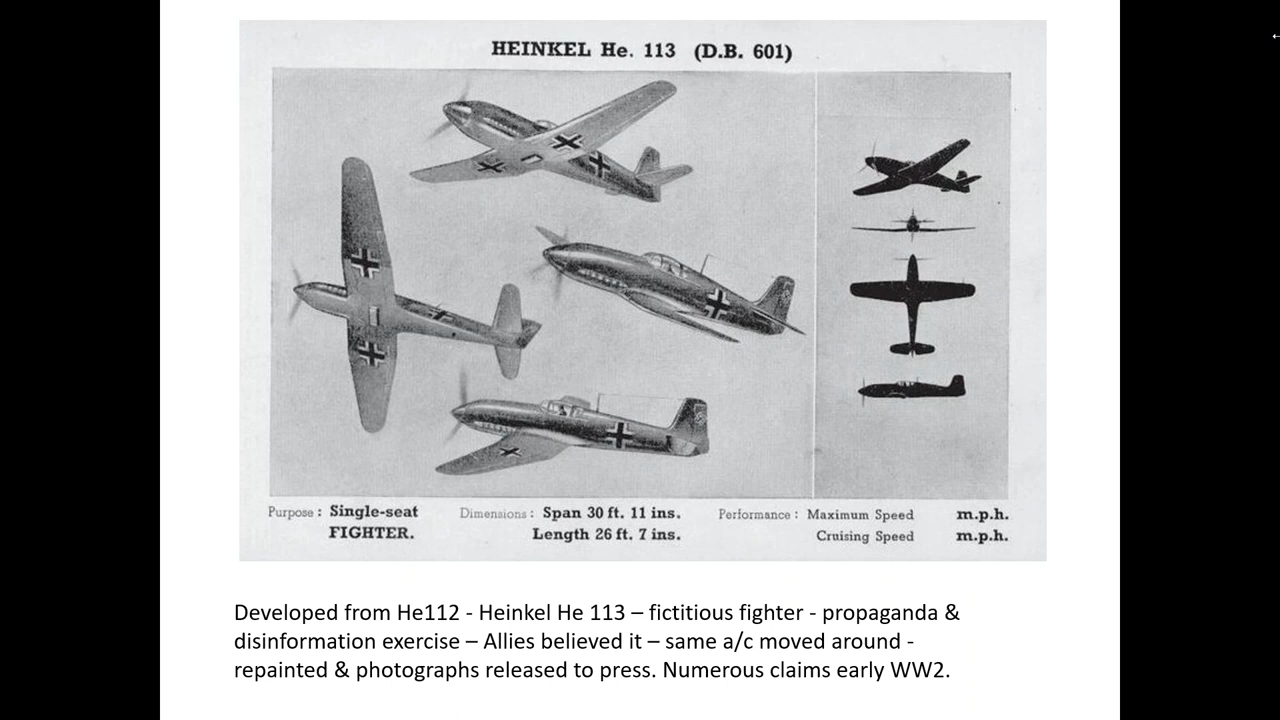 HEINKEL He. 113 (D.B. 601)
Purpose : Single-seat FIGHTER.
Dimensions : Span 30 ft. 11 ins.
Length 26 ft. 7 ins.
Performance : Maximum Speed m.p.h.
Cruising Speed m.p.h.
Developed from He112 - Heinkel He 113 – fictitious fighter - propaganda &
disinformation exercise – Allies believed it – same a/c moved around -
repainted & photographs released to press. Numerous claims early WW2.